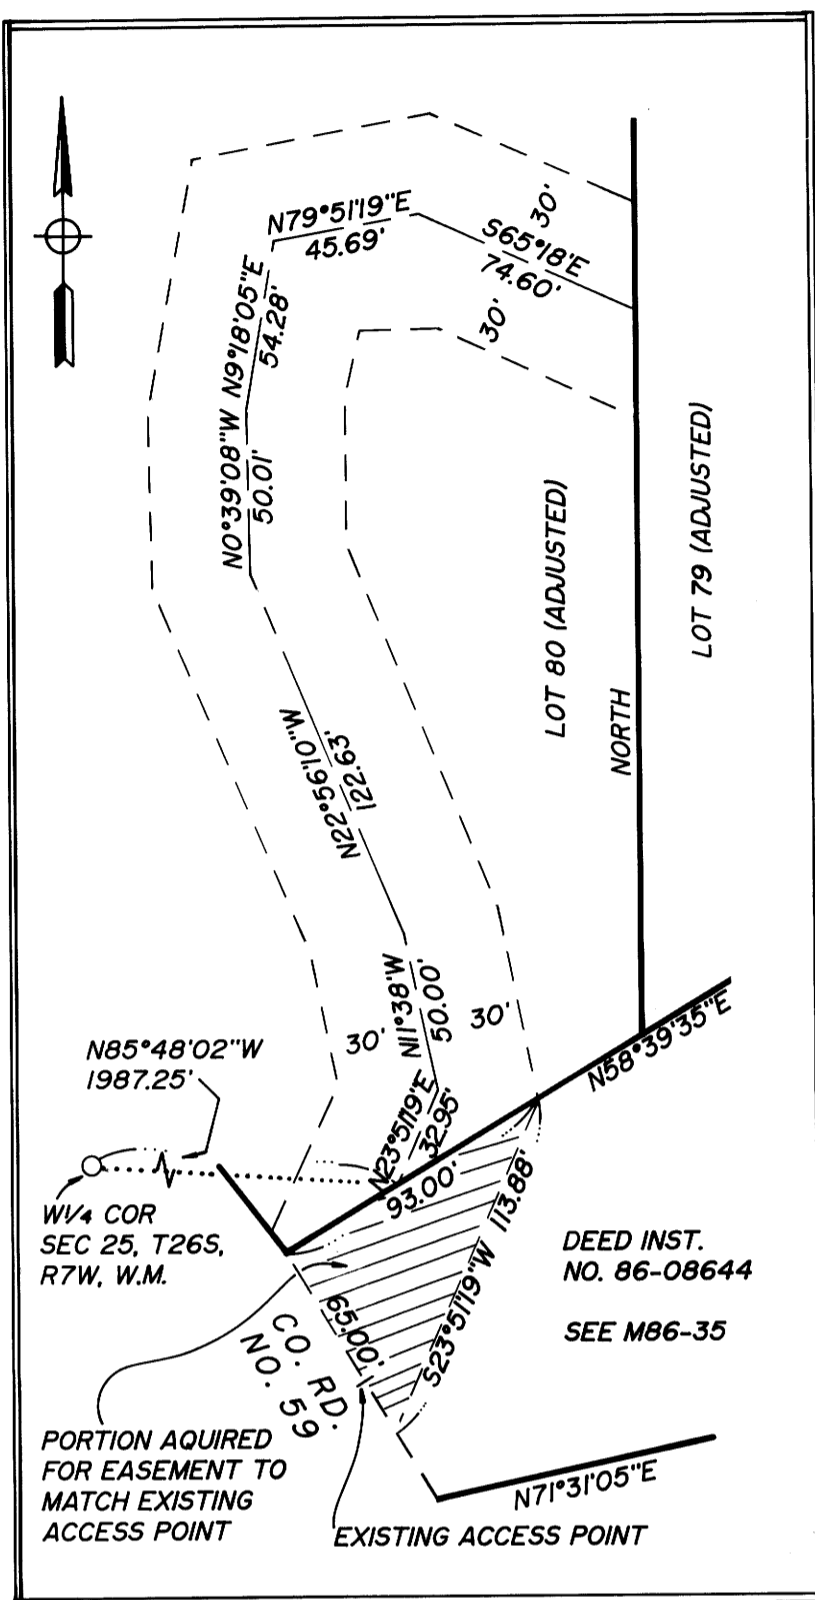 N79°51'19"E
45.69'
30'
S65°18'E
74.60'
30'
N9°18'05"E
54.28'
N0°39'08"W
50.01'
LOT 80 (ADJUSTED)
LOT 79 (ADJUSTED)
NORTH
N22°56'10"W
122.63'
N11°38'W
50.00'
30'
30'
N85°48'02"W
1987.25'
N23°51'19"E
32.95'
N58°39'35"E
93.00'
W1/4 COR
SEC 25, T26S,
R7W, W.M.
S23°51'19"W 113.88'
DEED INST.
NO. 86-08644
SEE M86-35
65.00'
CO. RD.
NO. 59
PORTION AQUIRED
FOR EASEMENT TO
MATCH EXISTING
ACCESS POINT
EXISTING ACCESS POINT
N71°31'05"E